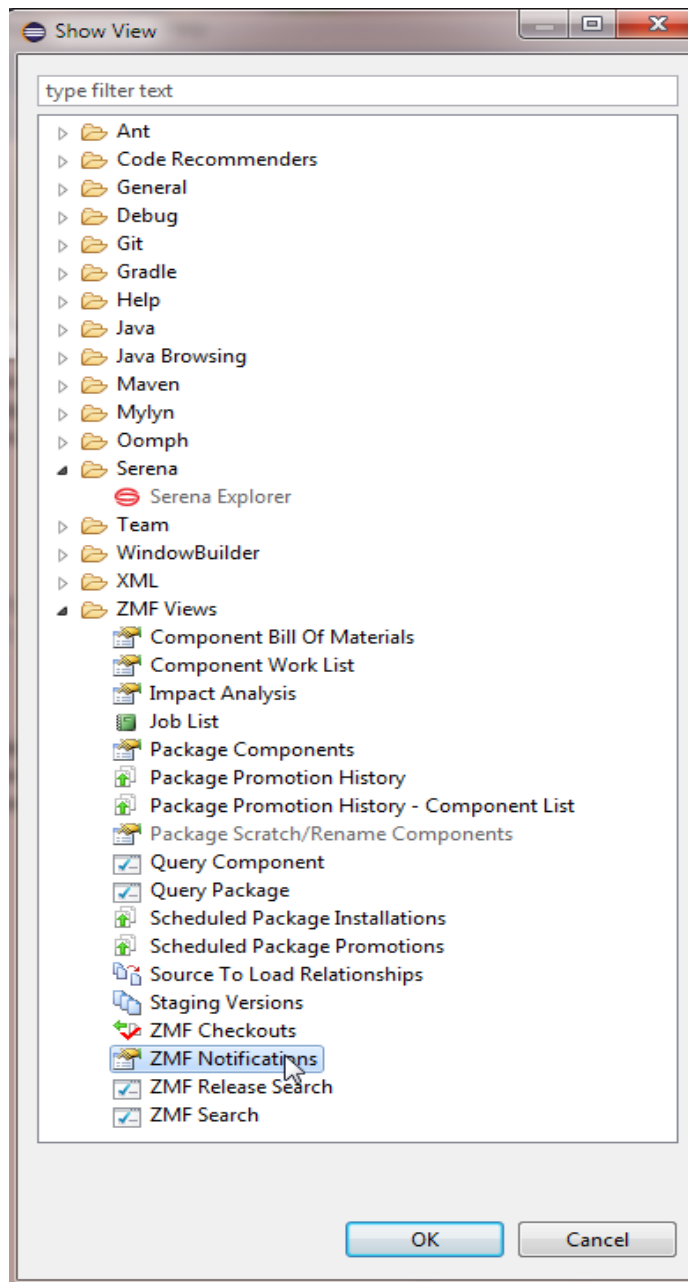 Show View
type filter text
Ant
Code Recommenders
General
Debug
Git
Gradle
Help
Java
Java Browsing
Maven
Mylyn
Oomph
Serena
Serena Explorer
Team
WindowBuilder
XML
ZMF Views
Component Bill Of Materials
Component Work List
Impact Analysis
Job List
Package Components
Package Promotion History
Package Promotion History - Component List
Package Scratch/Rename Components
Query Component
Query Package
Scheduled Package Installations
Scheduled Package Promotions
Source To Load Relationships
Staging Versions
ZMF Checkouts
ZMF Notifications
ZMF Release Search
ZMF Search
OK Cancel